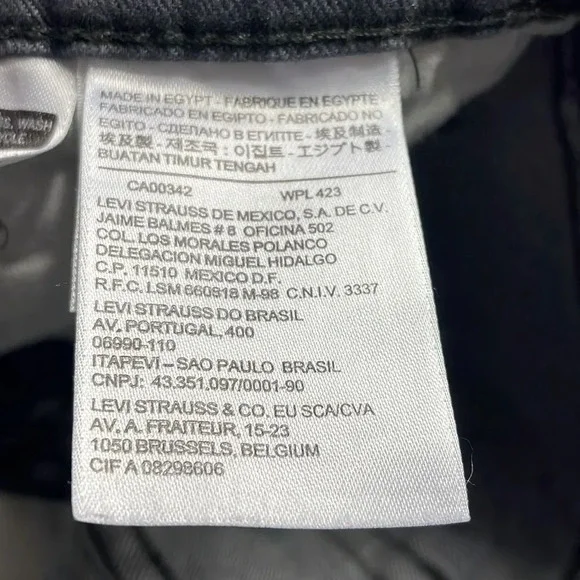 MADE IN EGYPT - FABRIQUE EN EGYPTE
FABRICADO EN EGIPTO - FABRICADO NO
EGITO - СДЕЛАНО В ЕГИПТЕ - 埃及制造 -
埃及製 - 제조국 : 이집트 - エジプト製 -
BUATAN TIMUR TENGAH
CA00342 WPL 423
LEVI STRAUSS DE MEXICO, S.A. DE C.V.
JAIME BALMES # 8 OFICINA 502
COL. LOS MORALES POLANCO
DELEGACION MIGUEL HIDALGO
C.P. 11510 MEXICO D.F.
R.F.C. LSM 660818 M-98 C.N.I.V. 3337
LEVI STRAUSS DO BRASIL
AV. PORTUGAL, 400
06990-110
ITAPEVI – SAO PAULO BRASIL
CNPJ: 43.351.097/0001-90
LEVI STRAUSS & CO. EU SCA/CVA
AV. A. FRAITEUR, 15-23
1050 BRUSSELS, BELGIUM
CIF A 08298606
WASH